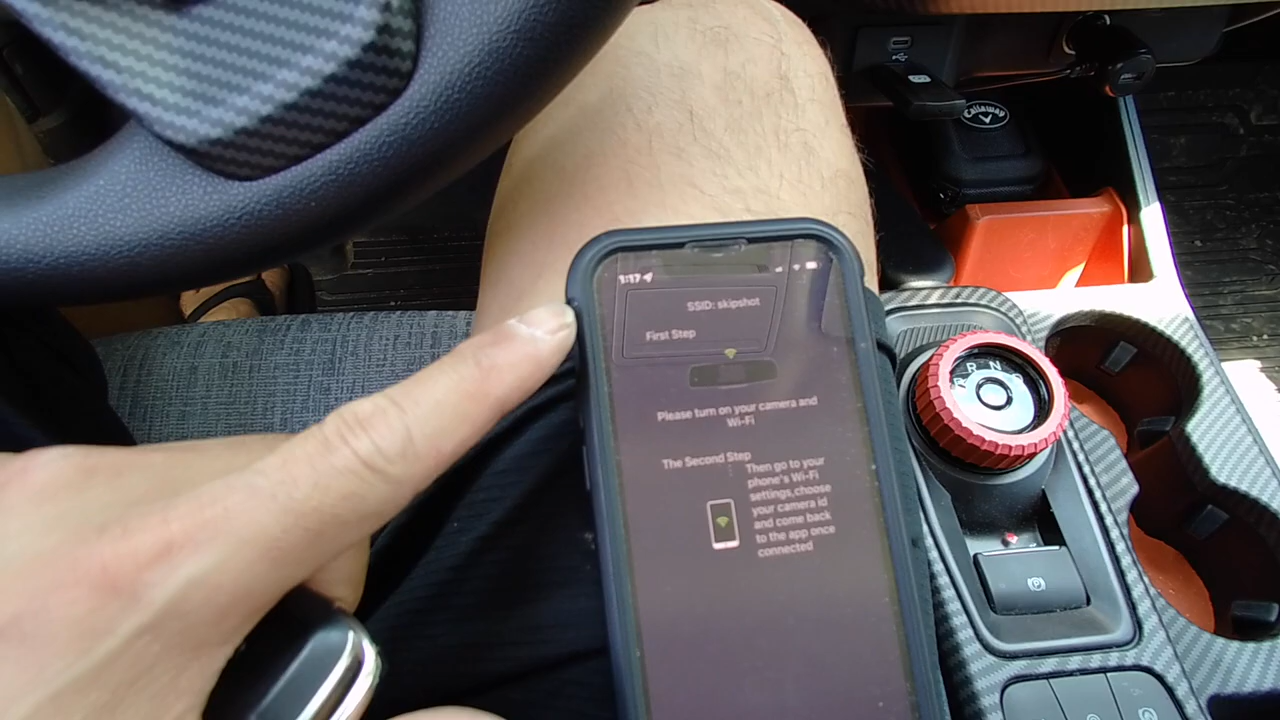 Callaway
1:17
SSID: skipshot
First Step
Please turn on your camera and
Wi-Fi
The Second Step
Then go to your
phone's Wi-Fi
settings,choose
your camera id
and come back
to the app once
connected
P R N D